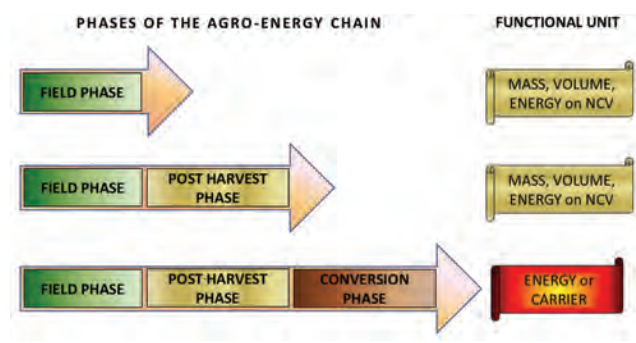 PHASES OF THE AGRO-ENERGY CHAIN
FUNCTIONAL UNIT
FIELD PHASE
MASS, VOLUME,
ENERGY on NCV
FIELD PHASE
POST HARVEST
PHASE
MASS, VOLUME,
ENERGY on NCV
FIELD PHASE
POST HARVEST
PHASE
CONVERSION
PHASE
ENERGY or
CARRIER